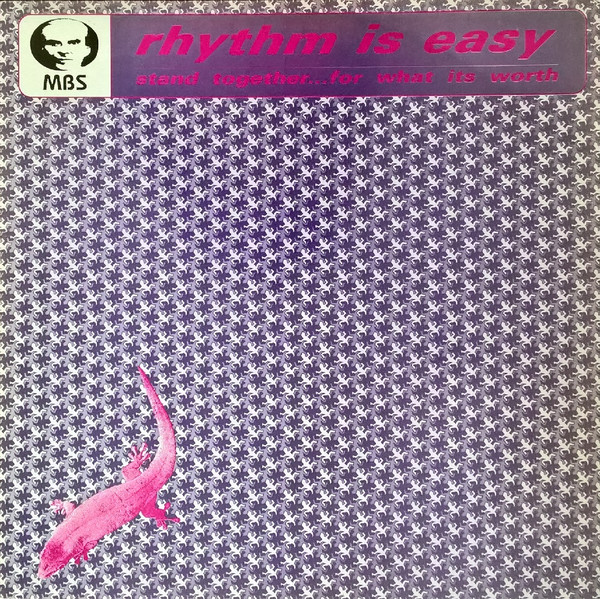 rhythm is easy
stand together...for what its worth
MBS